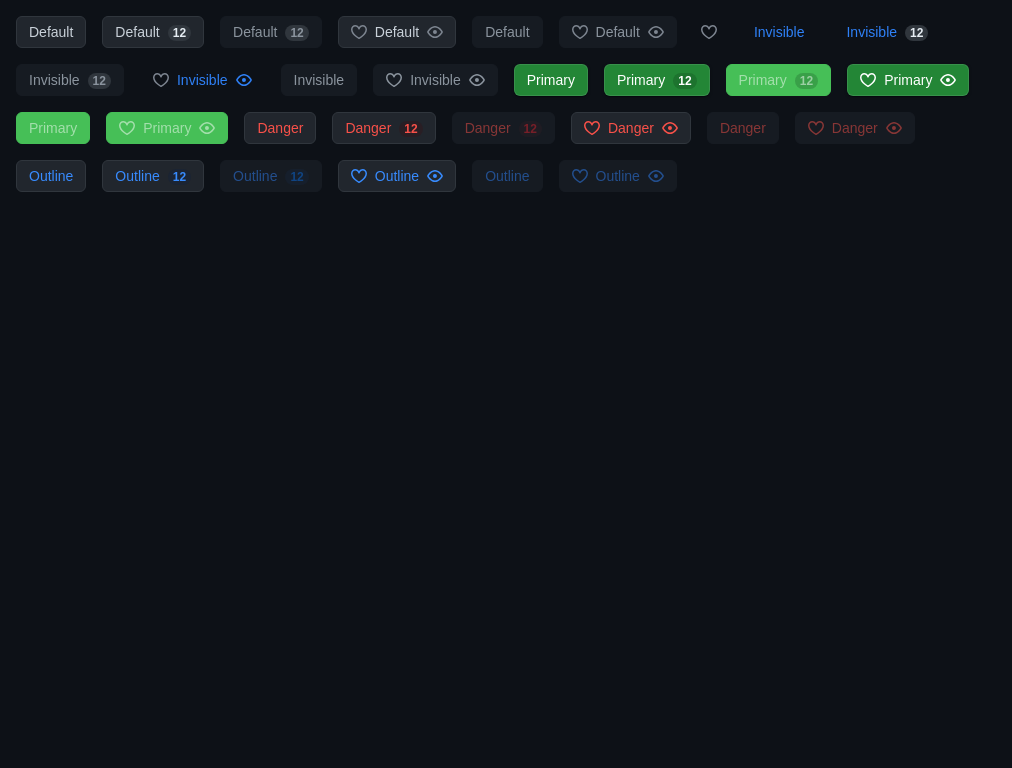 Default Default 12 Default 12 Default Default Default Invisible Invisible 12
Invisible 12 Invisible Invisible Invisible Primary Primary 12 Primary 12 Primary
Primary Primary Danger Danger 12 Danger 12 Danger Danger Danger
Outline Outline 12 Outline 12 Outline Outline Outline